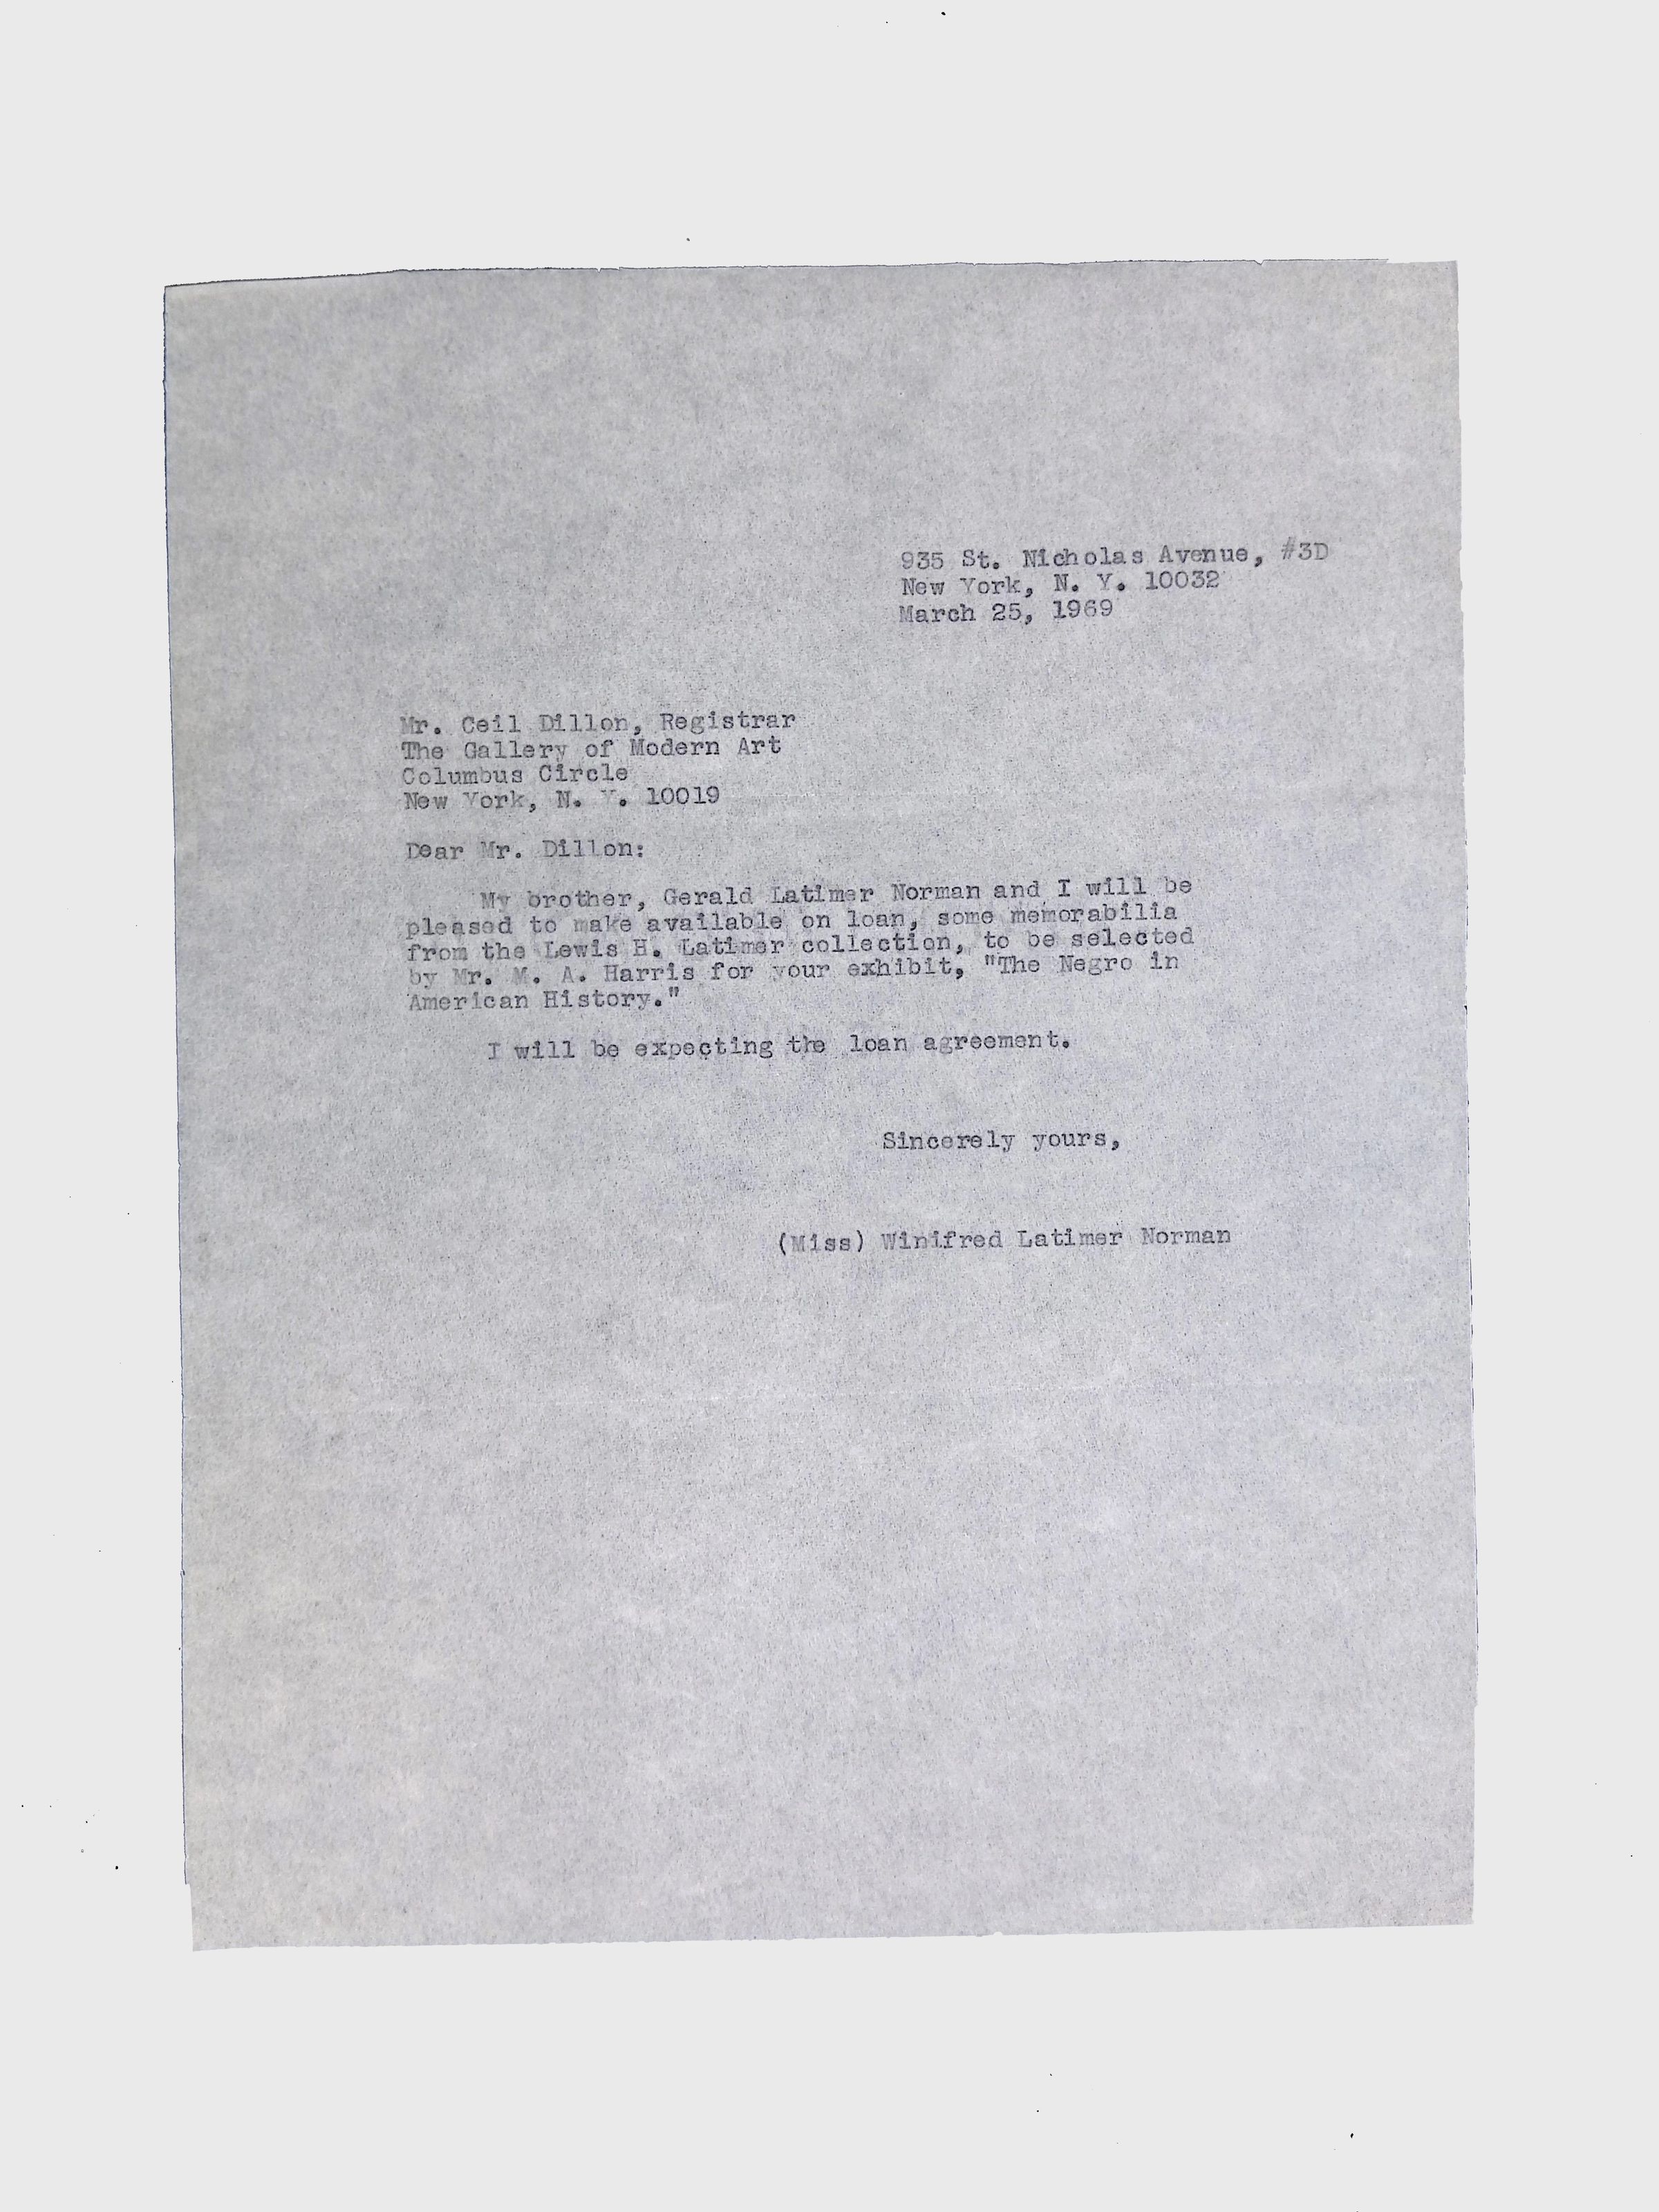 935 St. Nicholas Avenue, #3D
New York, N. Y. 10032
March 25, 1969
Mr. Ceil Dillon, Registrar
The Gallery of Modern Art
Columbus Circle
New York, N. Y. 10019
Dear Mr. Dillon:
My brother, Gerald Latimer Norman and I will be
pleased to make available on loan, some memorabilia
from the Lewis H. Latimer collection, to be selected
by Mr. M. A. Harris for your exhibit, "The Negro in
American History."
I will be expecting the loan agreement.
Sincerely yours,
(Miss) Winifred Latimer Norman